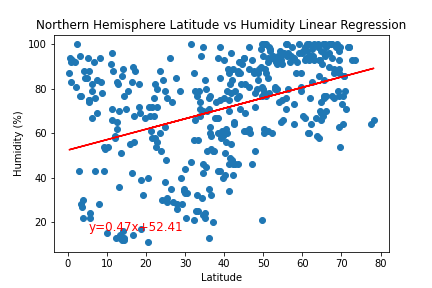 Northern Hemisphere Latitude vs Humidity Linear Regression
100
80
60
40
20
Humidity (%)
y=0.47x+52.41
0 10 20 30 40 50 60 70 80
Latitude